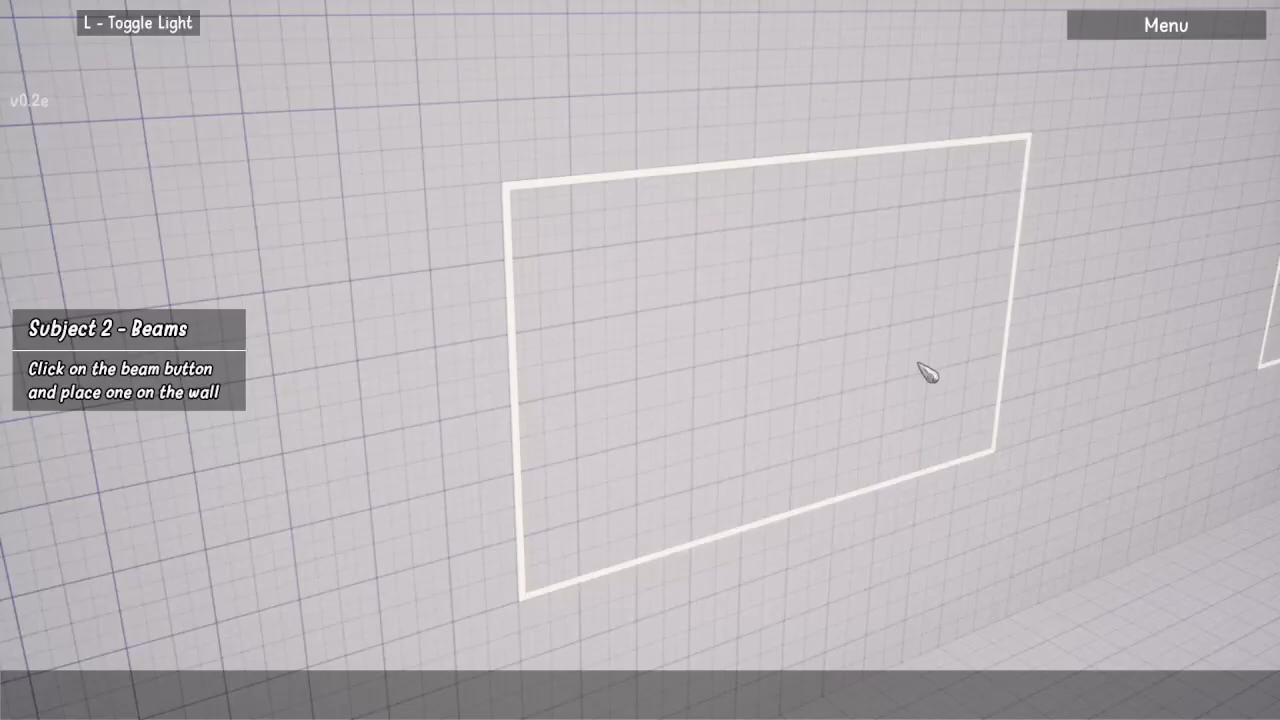 L - Toggle Light
Menu
v0.2e
Subject 2 - Beams
Click on the beam button
and place one on the wall